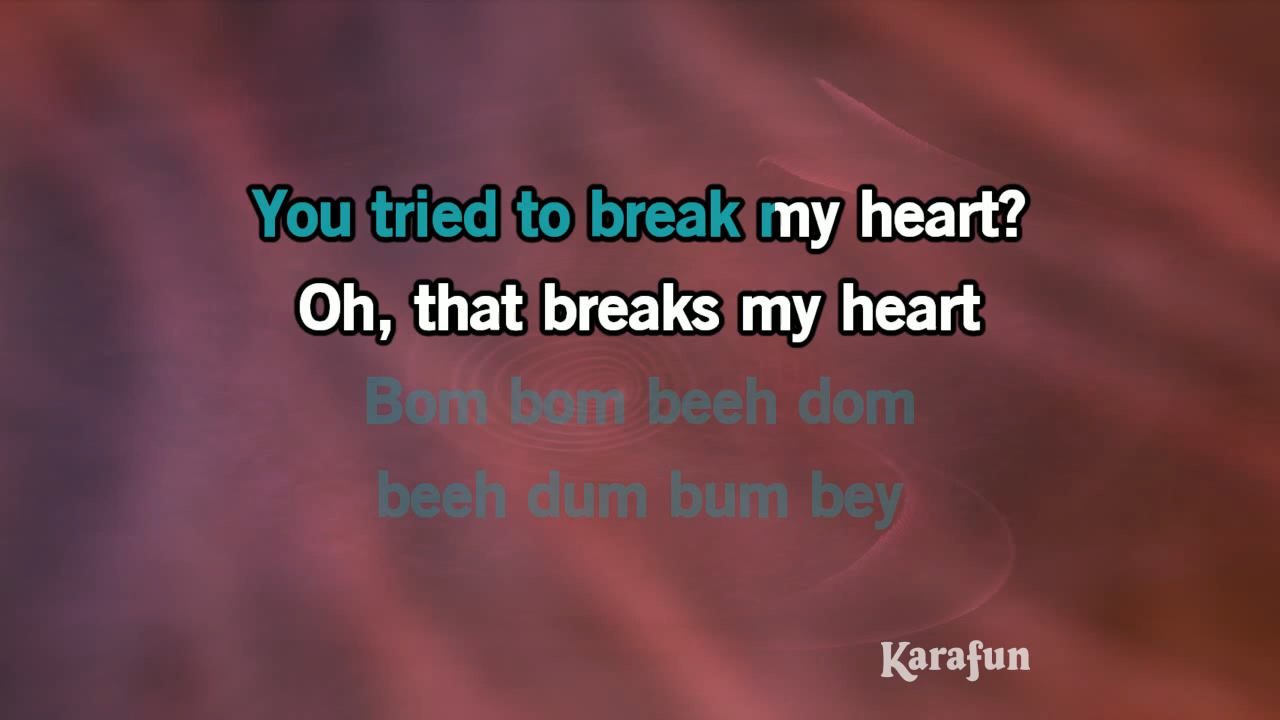 You tried to break my heart?
Oh, that breaks my heart
Bom bom beeh dom
beeh dum bum bey
Karafun